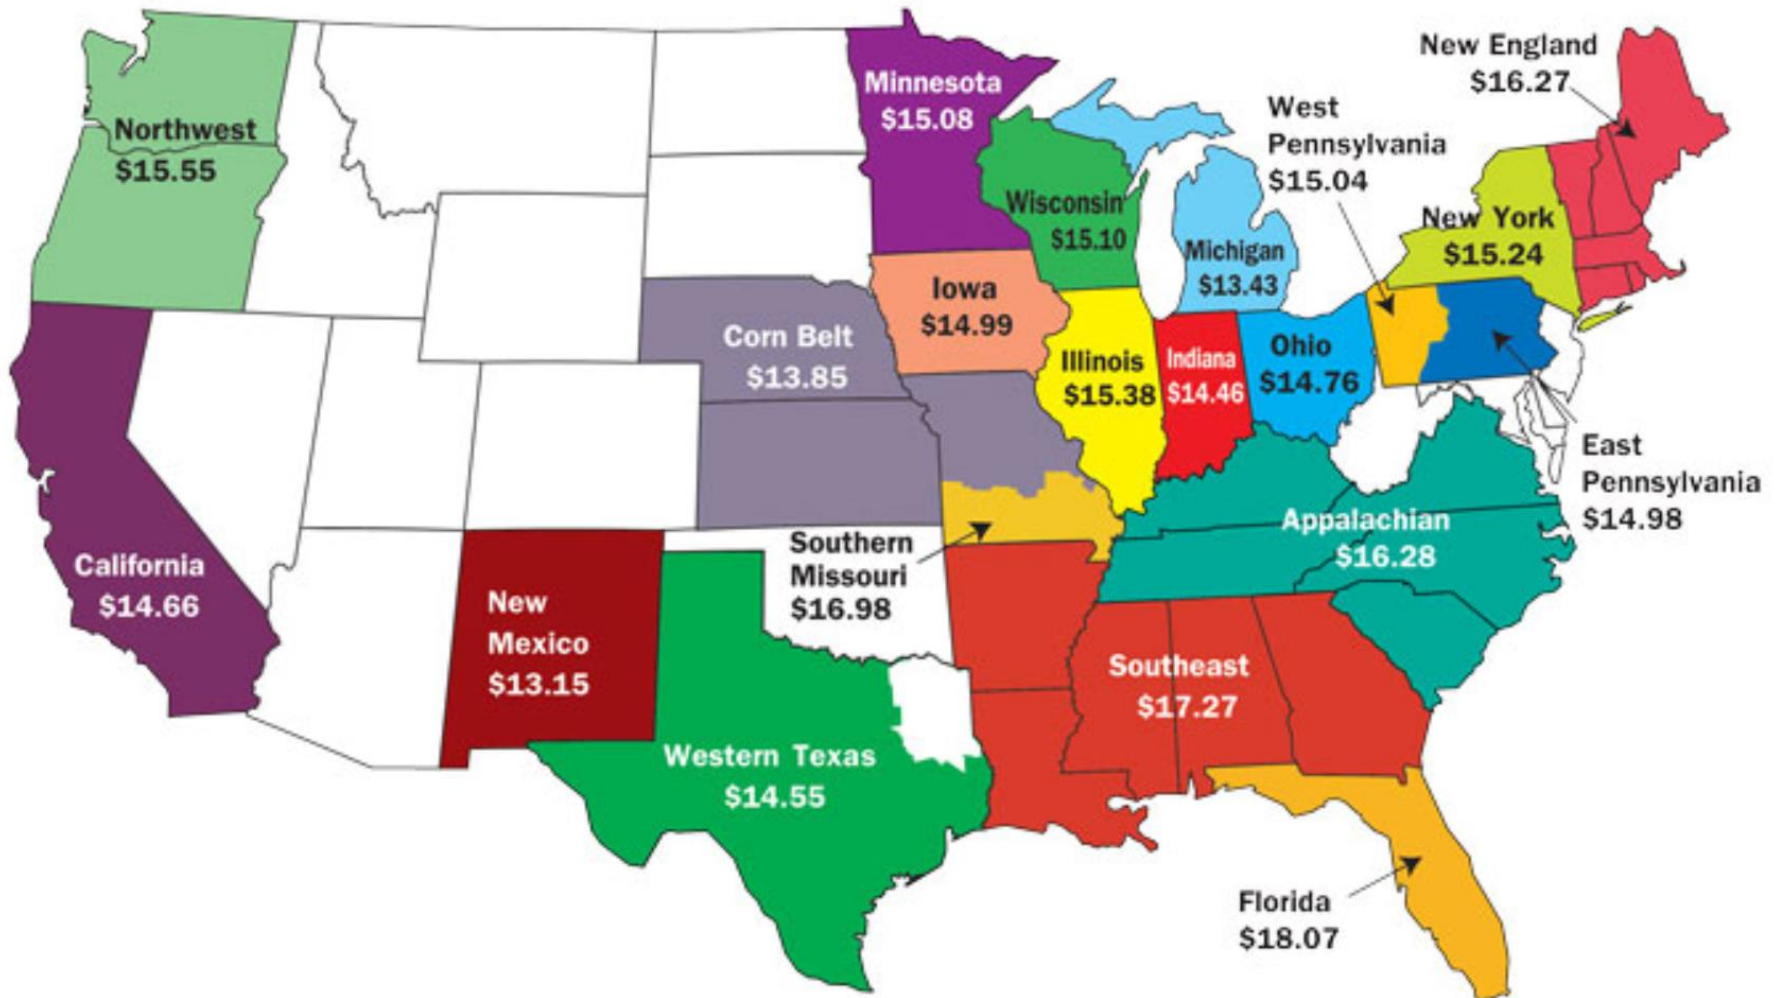 New England
$16.27
Minnesota
$15.08
West
Pennsylvania
$15.04
Northwest
$15.55
Wisconsin
$15.10
New York
$15.24
Michigan
$13.43
Iowa
$14.99
Corn Belt
$13.85
Illinois
$15.38
Indiana
$14.46
Ohio
$14.76
East
Pennsylvania
$14.98
California
$14.66
Southern
Missouri
$16.98
Appalachian
$16.28
New
Mexico
$13.15
Southeast
$17.27
Western Texas
$14.55
Florida
$18.07